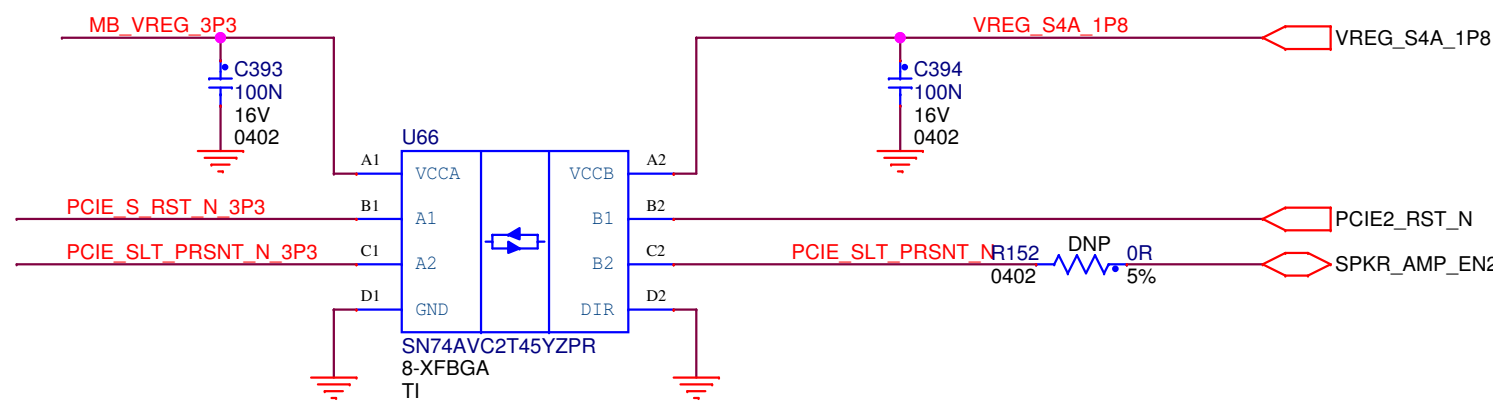 MB_VREG_3P3
VREG_S4A_1P8
VREG_S4A_1P8
C393
100N
16V
0402
C394
100N
16V
0402
U66
A1
VCCA
VCCB
A2
PCIE_S_RST_N_3P3
B1
A1
B1
B2
PCIE2_RST_N
PCIE_SLT_PRSNT_N_3P3
C1
A2
B2
C2
PCIE_SLT_PRSNT_N
R152
0402
DNP
0R
5%
SPKR_AMP_EN2
D1
GND
DIR
D2
SN74AVC2T45YZPR
8-XFBGA
TI